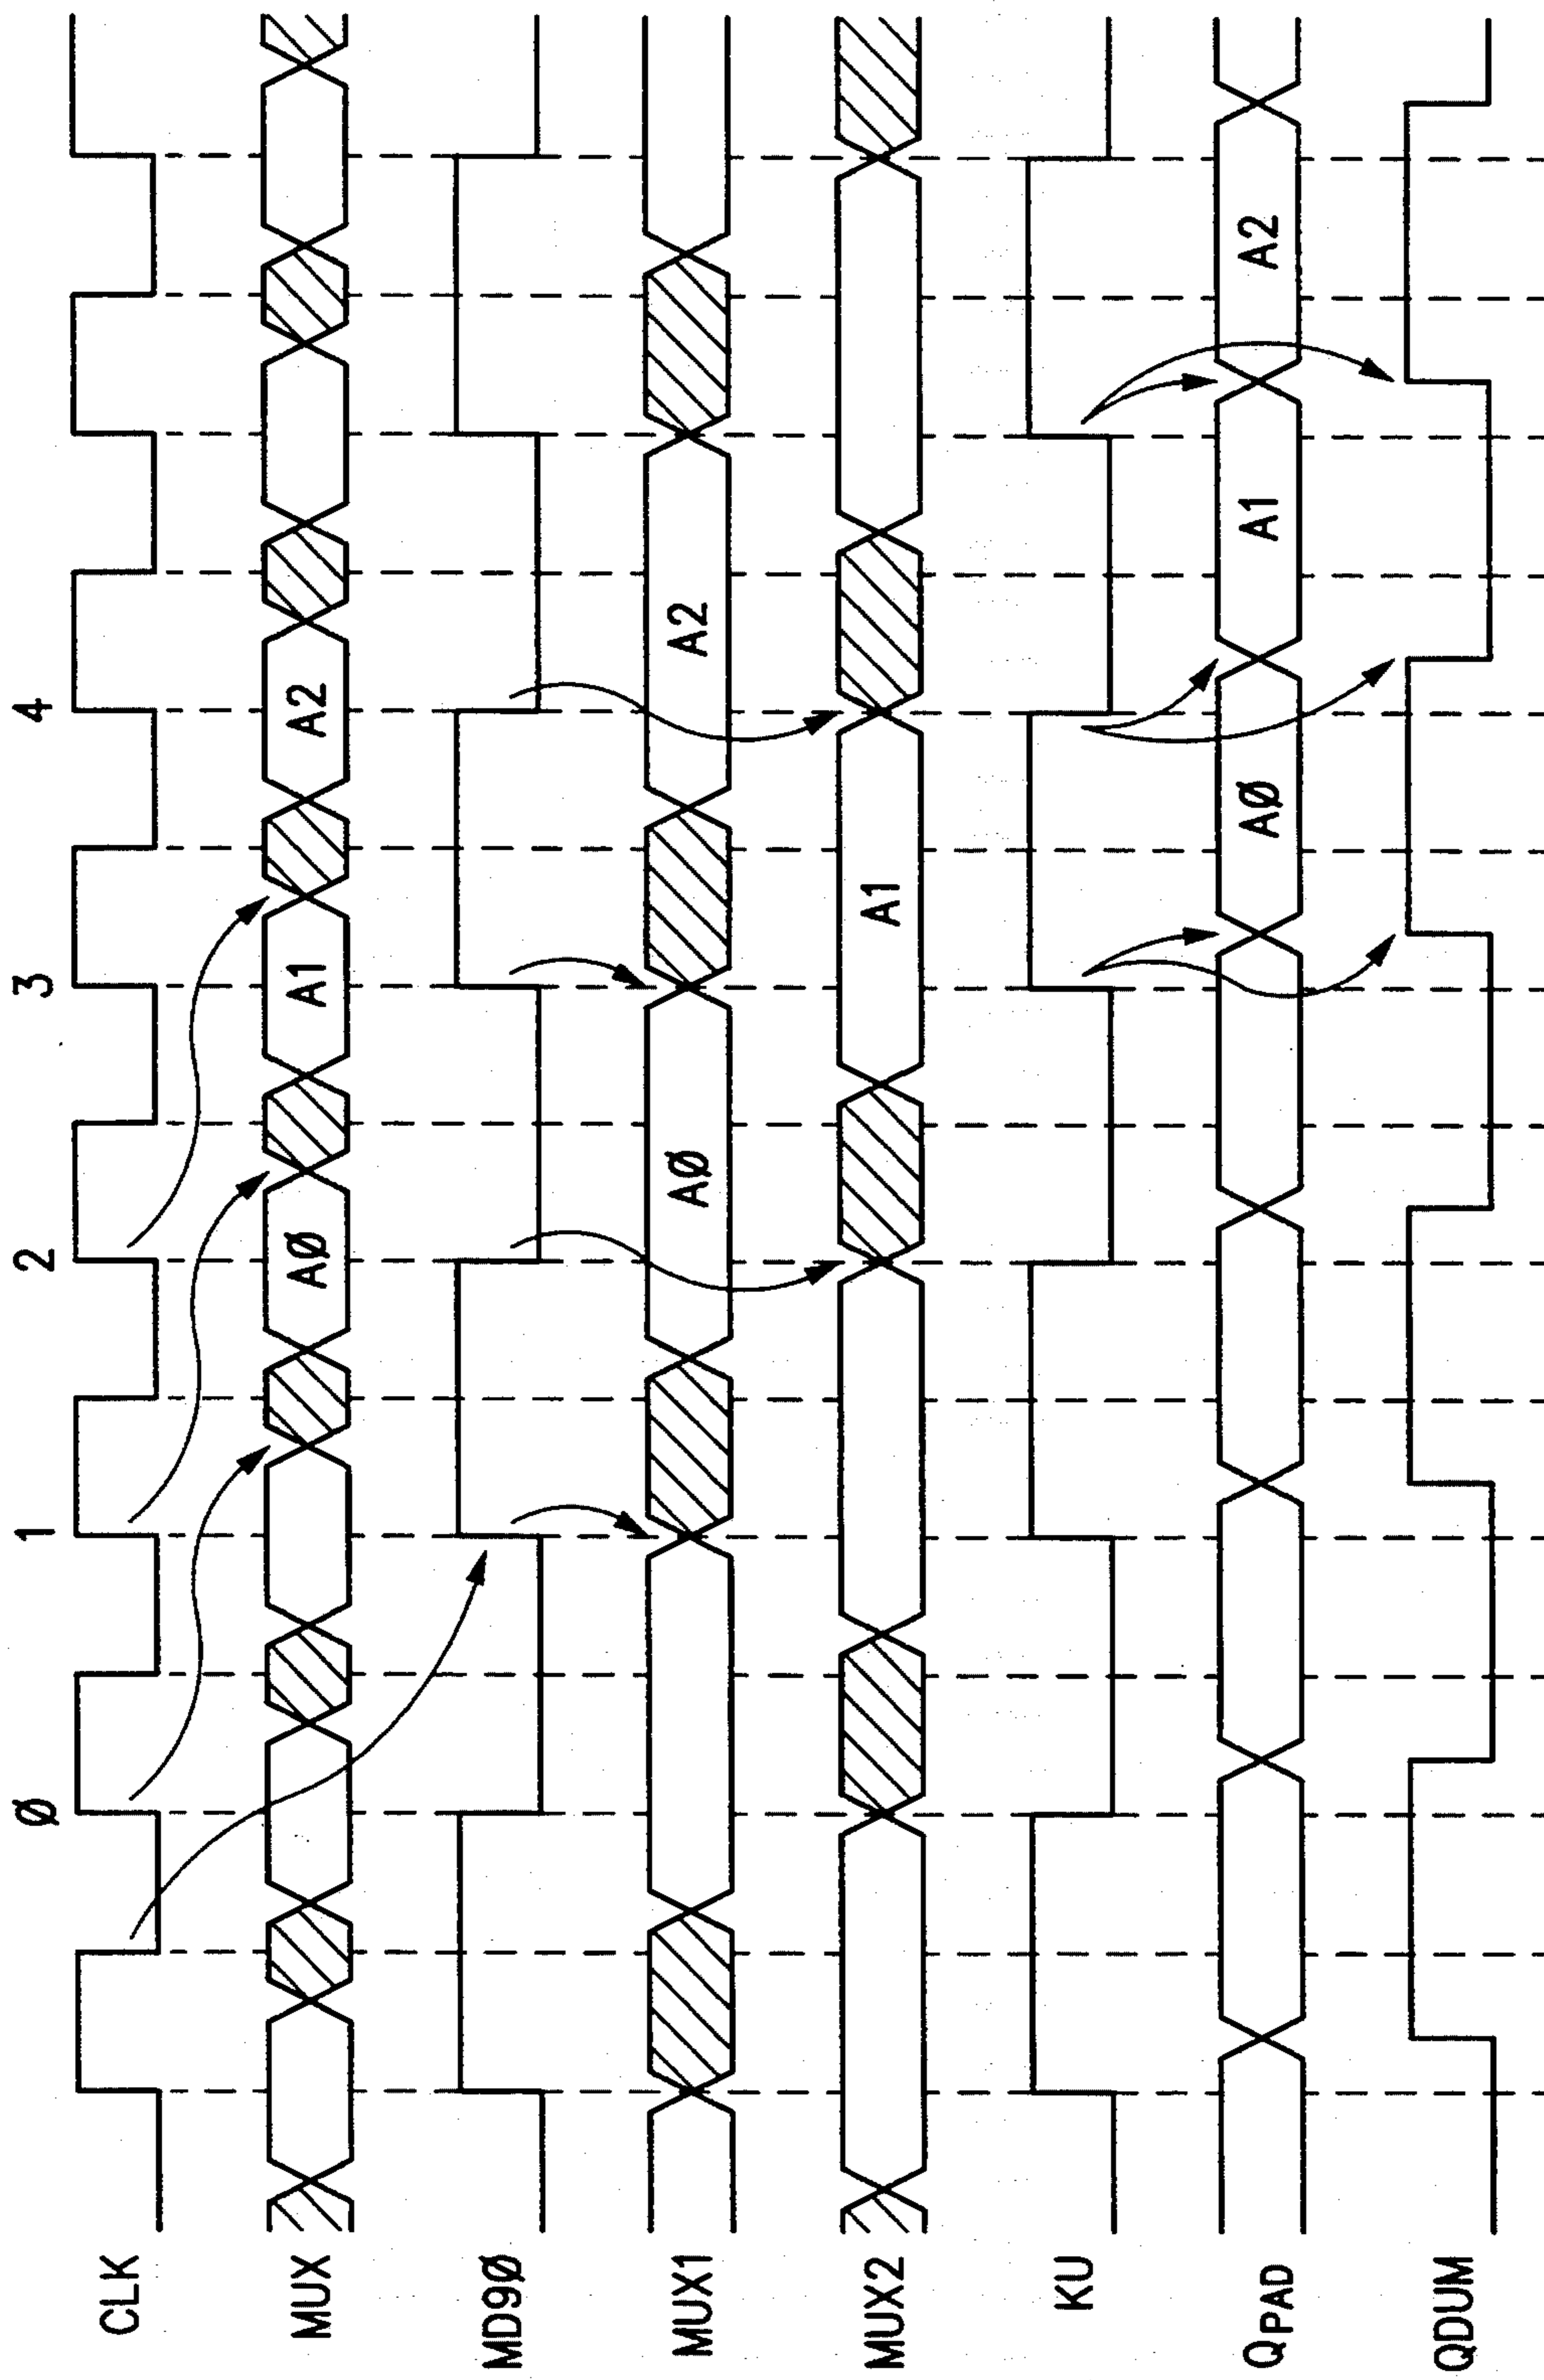 Ø 1 2 3 4
CLK
MUX AØ A1 A2
MD9Ø
MUX1 AØ A2
MUX2 A1
KU
QPAD AØ A1 A2
QDUM